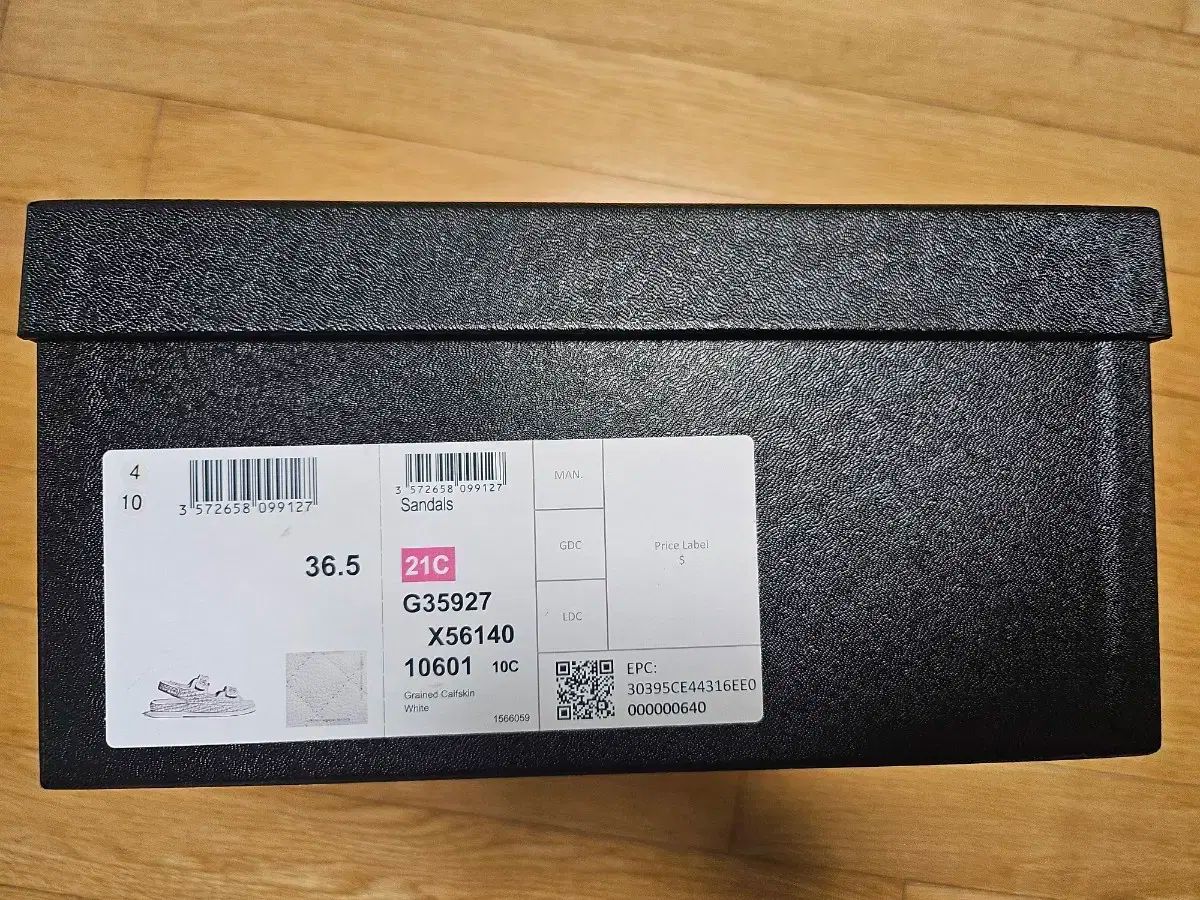 4
10
3 572658 099127
36.5
3 572658 099127
Sandals
21C
G35927
X56140
10601 10C
Grained Calfskin
White
1566059
MAN.
GDC
LDC
Price Label
$
EPC:
30395CE44316EE0
000000640